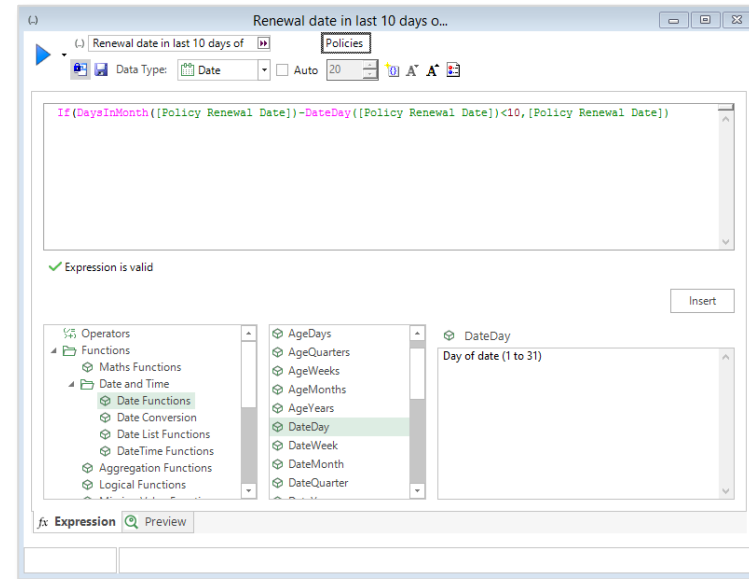 (..) Renewal date in last 10 days o...
(..) Renewal date in last 10 days of
Policies
Data Type: Date Auto 20
If(DaysInMonth([Policy Renewal Date])-DateDay([Policy Renewal Date])<10,[Policy Renewal Date])
Expression is valid
Insert
Operators
Functions
Maths Functions
Date and Time
Date Functions
Date Conversion
Date List Functions
DateTime Functions
Aggregation Functions
Logical Functions
AgeDays
AgeQuarters
AgeWeeks
AgeMonths
AgeYears
DateDay
DateWeek
DateMonth
DateQuarter
DateDay
Day of date (1 to 31)
fx Expression Preview